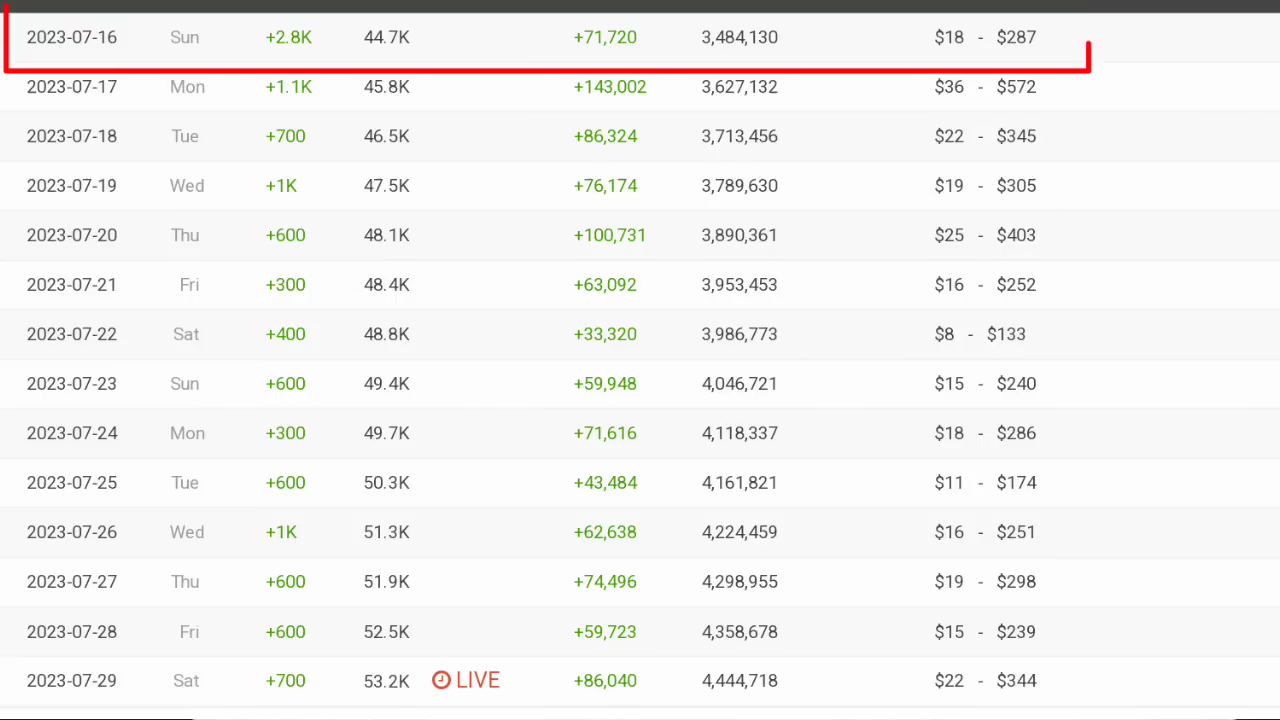 2023-07-16 Sun +2.8K 44.7K +71,720 3,484,130 $18 - $287
2023-07-17 Mon +1.1K 45.8K +143,002 3,627,132 $36 - $572
2023-07-18 Tue +700 46.5K +86,324 3,713,456 $22 - $345
2023-07-19 Wed +1K 47.5K +76,174 3,789,630 $19 - $305
2023-07-20 Thu +600 48.1K +100,731 3,890,361 $25 - $403
2023-07-21 Fri +300 48.4K +63,092 3,953,453 $16 - $252
2023-07-22 Sat +400 48.8K +33,320 3,986,773 $8 - $133
2023-07-23 Sun +600 49.4K +59,948 4,046,721 $15 - $240
2023-07-24 Mon +300 49.7K +71,616 4,118,337 $18 - $286
2023-07-25 Tue +600 50.3K +43,484 4,161,821 $11 - $174
2023-07-26 Wed +1K 51.3K +62,638 4,224,459 $16 - $251
2023-07-27 Thu +600 51.9K +74,496 4,298,955 $19 - $298
2023-07-28 Fri +600 52.5K +59,723 4,358,678 $15 - $239
2023-07-29 Sat +700 53.2K LIVE +86,040 4,444,718 $22 - $344